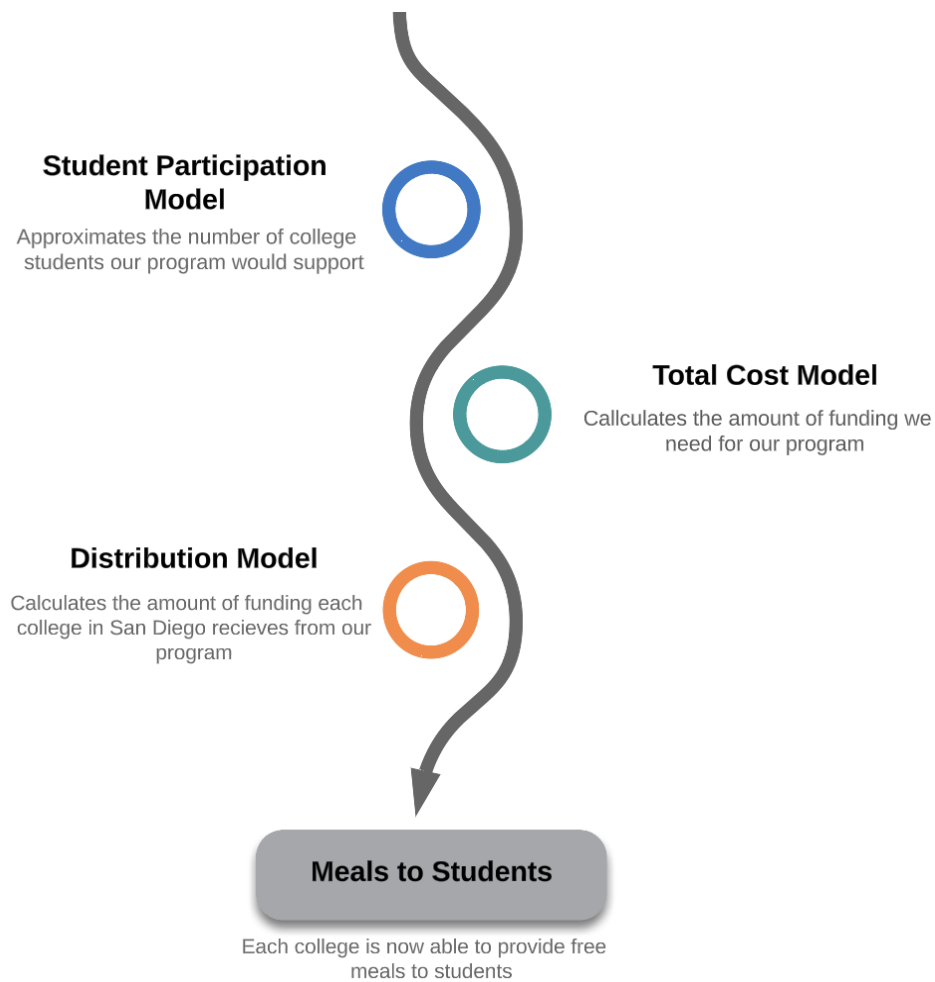 Student Participation
Model
Approximates the number of college
students our program would support
Total Cost Model
Callculates the amount of funding we
need for our program
Distribution Model
Calculates the amount of funding each
college in San Diego recieves from our
program
Meals to Students
Each college is now able to provide free
meals to students